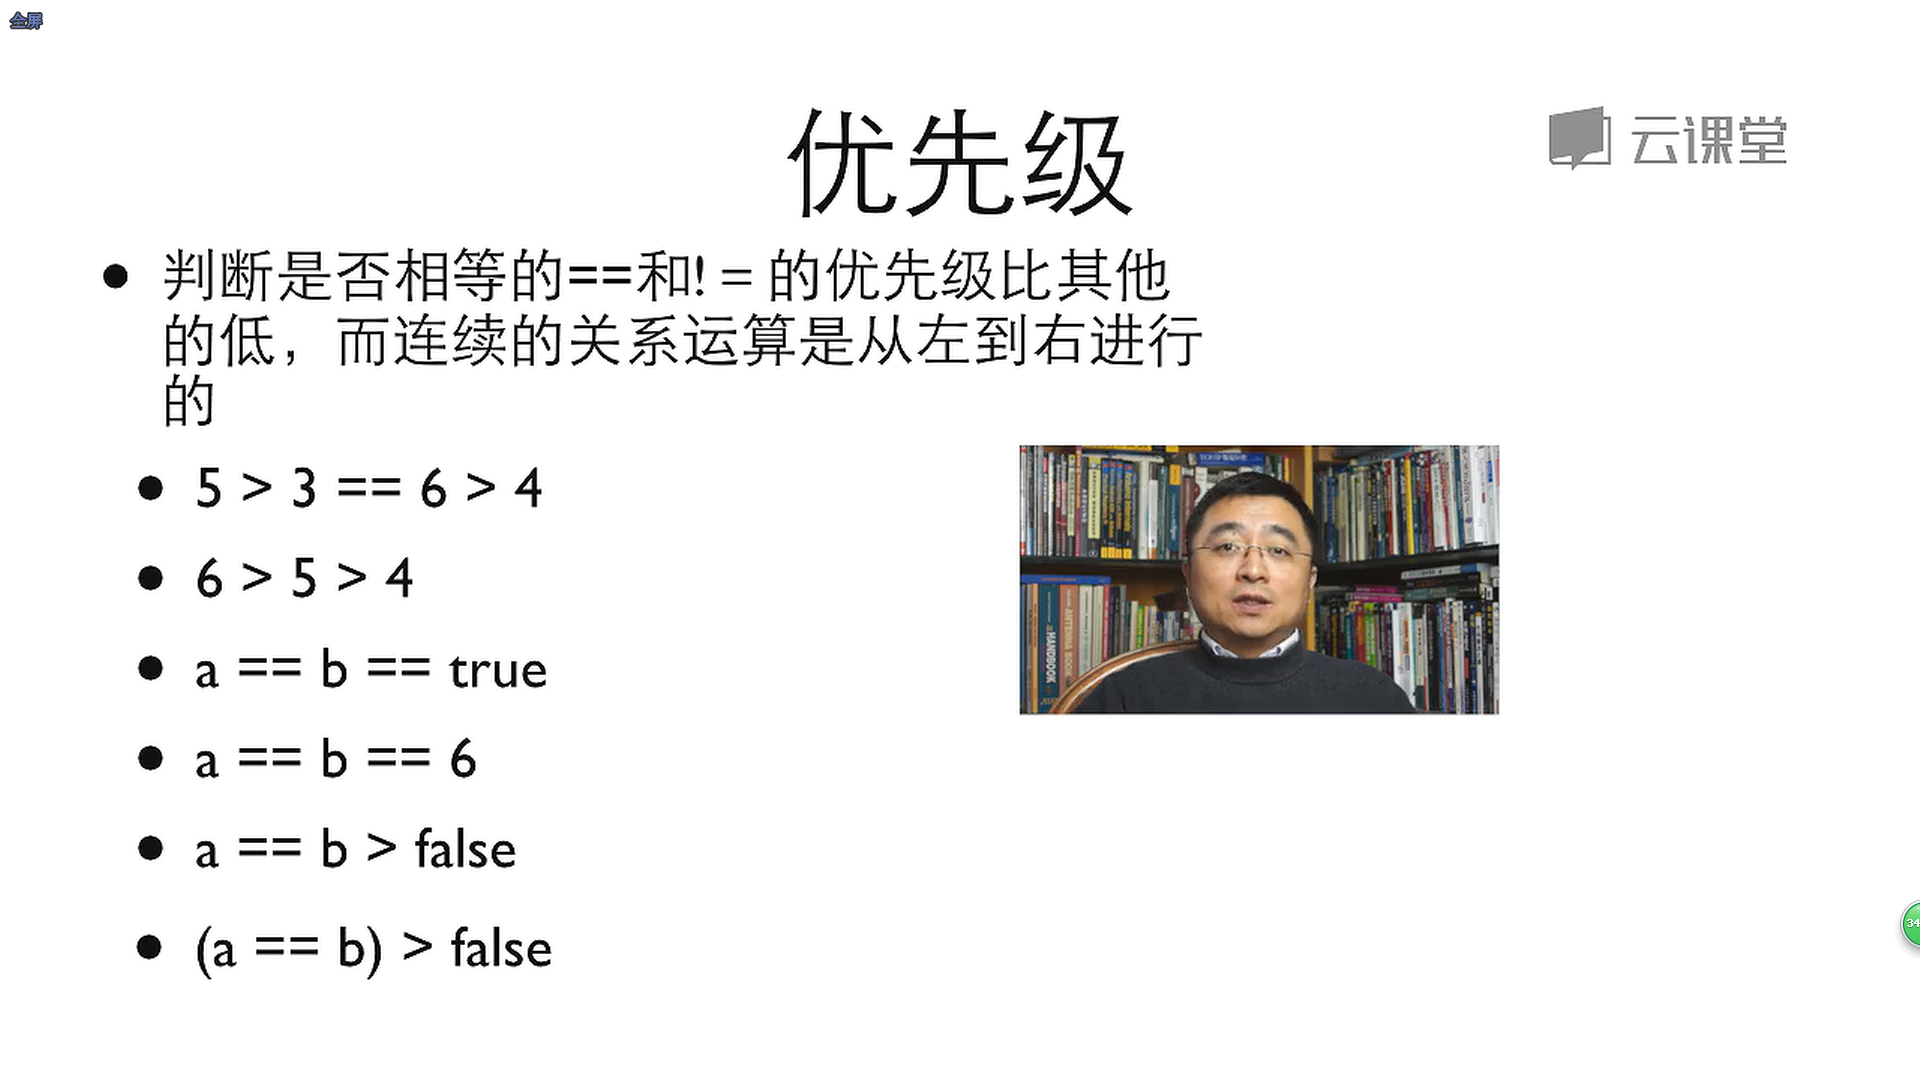 全屏
优先级
云课堂
判断是否相等的==和! = 的优先级比其他
的低，而连续的关系运算是从左到右进行
的
5 > 3 == 6 > 4
6 > 5 > 4
a == b == true
a == b == 6
a == b > false
(a == b) > false
HANDBOOK
ANTENNA BOOK
34